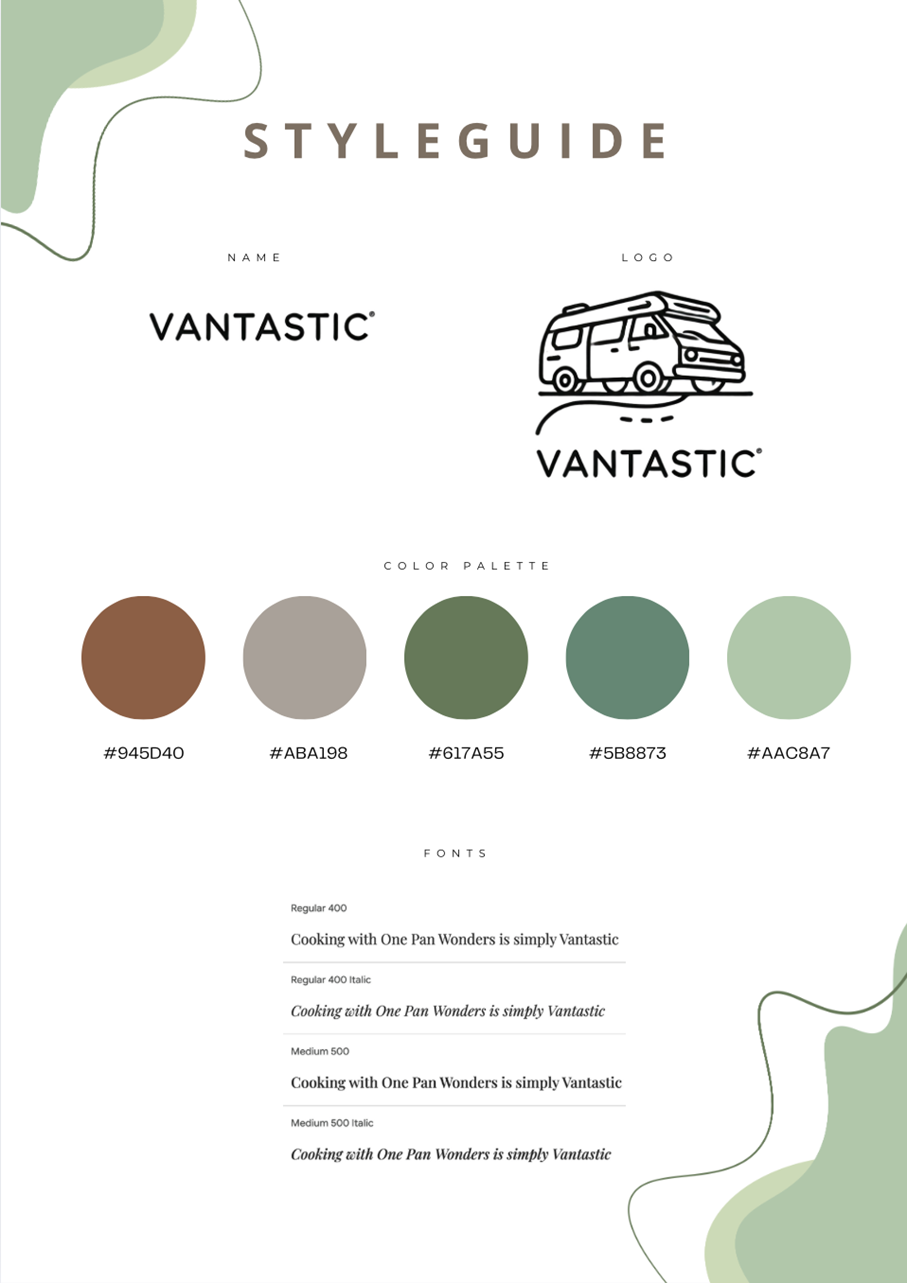 STYLEGUIDE
NAME
LOGO
VANTASTIC®
VANTASTIC®
COLOR PALETTE
#945D40
#ABA198
#617A55
#5B8873
#AAC8A7
FONTS
Regular 400
Cooking with One Pan Wonders is simply Vantastic
Regular 400 Italic
Cooking with One Pan Wonders is simply Vantastic
Medium 500
Cooking with One Pan Wonders is simply Vantastic
Medium 500 Italic
Cooking with One Pan Wonders is simply Vantastic